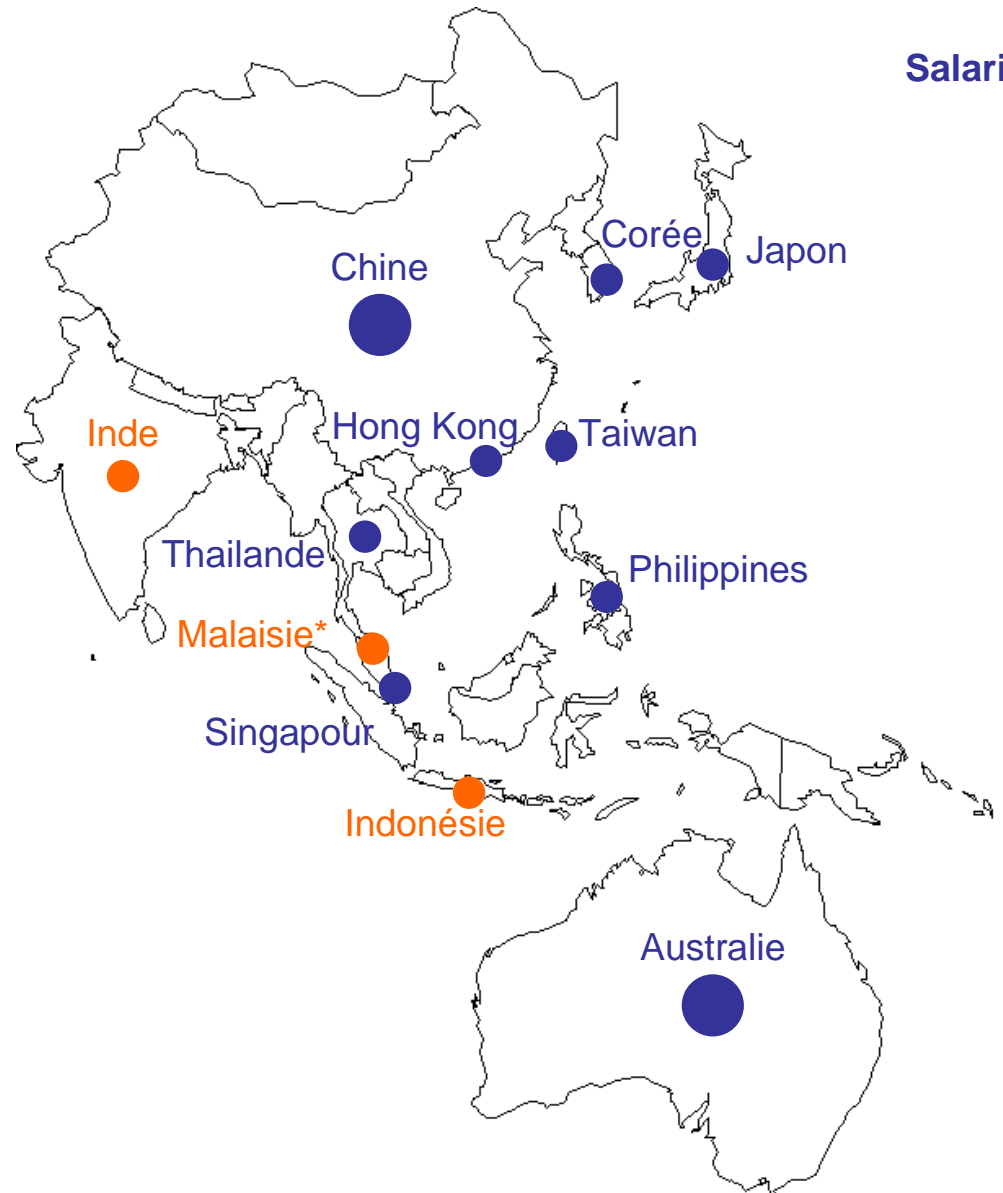 Salari
Corée
Japon
Chine
Hong Kong
Taiwan
Inde
Thailande
Philippines
Malaisie*
Singapour
Indonésie
Australie